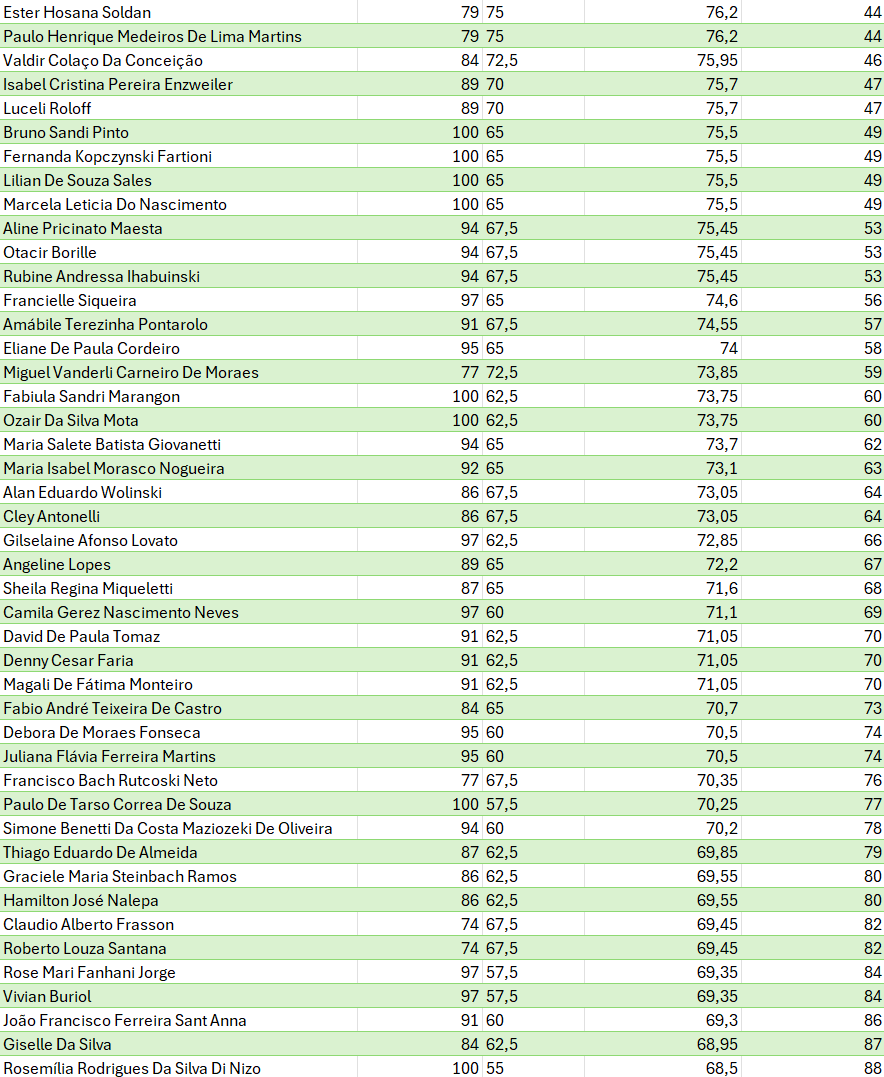 Ester Hosana Soldan 79 75 76,2 44
Paulo Henrique Medeiros De Lima Martins 79 75 76,2 44
Valdir Colaço Da Conceição 84 72,5 75,95 46
Isabel Cristina Pereira Enzweiler 89 70 75,7 47
Luceli Roloff 89 70 75,7 47
Bruno Sandi Pinto 100 65 75,5 49
Fernanda Kopczynski Fartioni 100 65 75,5 49
Lilian De Souza Sales 100 65 75,5 49
Marcela Leticia Do Nascimento 100 65 75,5 49
Aline Pricinato Maesta 94 67,5 75,45 53
Otacir Borille 94 67,5 75,45 53
Rubine Andressa Ihabuinski 94 67,5 75,45 53
Francielle Siqueira 97 65 74,6 56
Amábile Terezinha Pontarolo 91 67,5 74,55 57
Eliane De Paula Cordeiro 95 65 74 58
Miguel Vanderli Carneiro De Moraes 77 72,5 73,85 59
Fabiula Sandri Marangon 100 62,5 73,75 60
Ozair Da Silva Mota 100 62,5 73,75 60
Maria Salete Batista Giovanetti 94 65 73,7 62
Maria Isabel Morasco Nogueira 92 65 73,1 63
Alan Eduardo Wolinski 86 67,5 73,05 64
Cley Antonelli 86 67,5 73,05 64
Gilselaine Afonso Lovato 97 62,5 72,85 66
Angeline Lopes 89 65 72,2 67
Sheila Regina Miqueletti 87 65 71,6 68
Camila Gerez Nascimento Neves 97 60 71,1 69
David De Paula Tomaz 91 62,5 71,05 70
Denny Cesar Faria 91 62,5 71,05 70
Magali De Fátima Monteiro 91 62,5 71,05 70
Fabio André Teixeira De Castro 84 65 70,7 73
Debora De Moraes Fonseca 95 60 70,5 74
Juliana Flávia Ferreira Martins 95 60 70,5 74
Francisco Bach Rutcoski Neto 77 67,5 70,35 76
Paulo De Tarso Correa De Souza 100 57,5 70,25 77
Simone Benetti Da Costa Maziozeki De Oliveira 94 60 70,2 78
Thiago Eduardo De Almeida 87 62,5 69,85 79
Graciele Maria Steinbach Ramos 86 62,5 69,55 80
Hamilton José Nalepa 86 62,5 69,55 80
Claudio Alberto Frasson 74 67,5 69,45 82
Roberto Louza Santana 74 67,5 69,45 82
Rose Mari Fanhani Jorge 97 57,5 69,35 84
Vivian Buriol 97 57,5 69,35 84
João Francisco Ferreira Sant Anna 91 60 69,3 86
Giselle Da Silva 84 62,5 68,95 87
Rosemília Rodrigues Da Silva Di Nizo 100 55 68,5 88